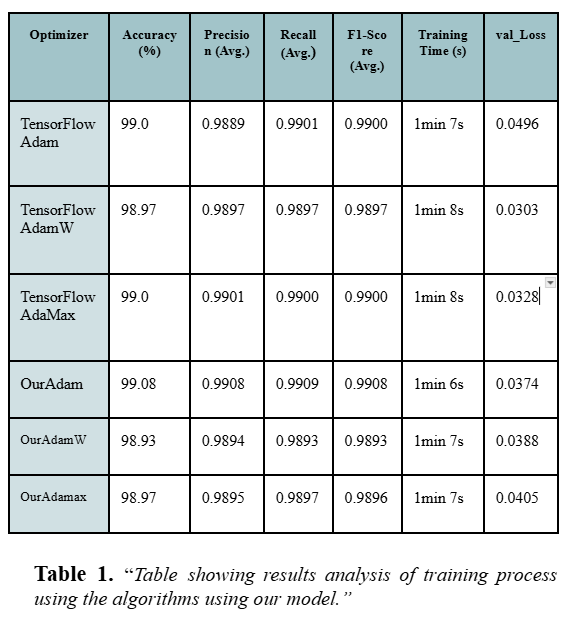 Optimizer Accuracy (%) Precisio n (Avg.) Recall (Avg.) F1-Sco re (Avg.) Training Time (s) val_Loss
TensorFlow Adam 99.0 0.9889 0.9901 0.9900 1min 7s 0.0496
TensorFlow AdamW 98.97 0.9897 0.9897 0.9897 1min 8s 0.0303
TensorFlow AdaMax 99.0 0.9901 0.9900 0.9900 1min 8s 0.0328
OurAdam 99.08 0.9908 0.9909 0.9908 1min 6s 0.0374
OurAdamW 98.93 0.9894 0.9893 0.9893 1min 7s 0.0388
OurAdamax 98.97 0.9895 0.9897 0.9896 1min 7s 0.0405
Table 1. “Table showing results analysis of training process
using the algorithms using our model.”